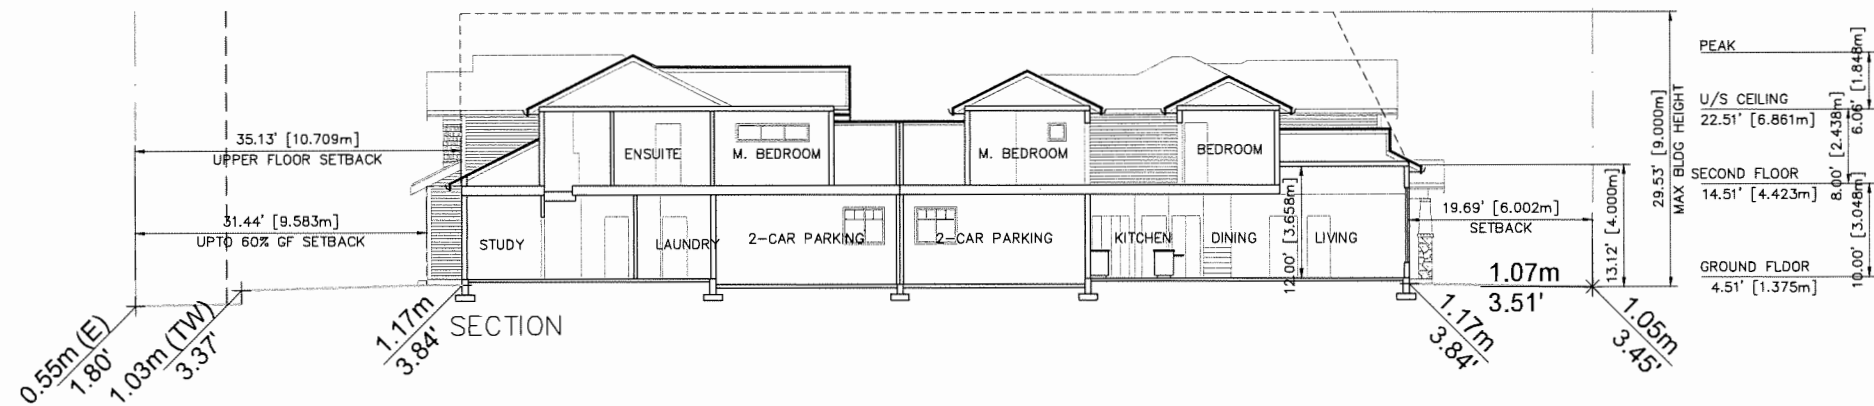 35.13' [10.709m]
UPPER FLOOR SETBACK
31.44' [9.583m]
UPTO 60% GF SETBACK
ENSUITE
M. BEDROOM
M. BEDROOM
BEDROOM
STUDY
LAUNDRY
2-CAR PARKING
2-CAR PARKING
KITCHEN
DINING
LIVING
12.00' [3.658m]
19.69' [6.002m]
SETBACK
13.12' [4.000m]
29.53' [9.000m]
MAX BLDG HEIGHT
PEAK
6.06' [1.848m]
U/S CEILING
22.51' [6.861m]
8.00' [2.438m]
SECOND FLOOR
14.51' [4.423m]
10.00' [3.048m]
GROUND FLOOR
4.51' [1.375m]
0.55m (E)
1.80'
1.03m (TW)
3.37'
1.17m
3.84'
SECTION
1.17m
3.84'
1.07m
3.51'
1.05m
3.45'